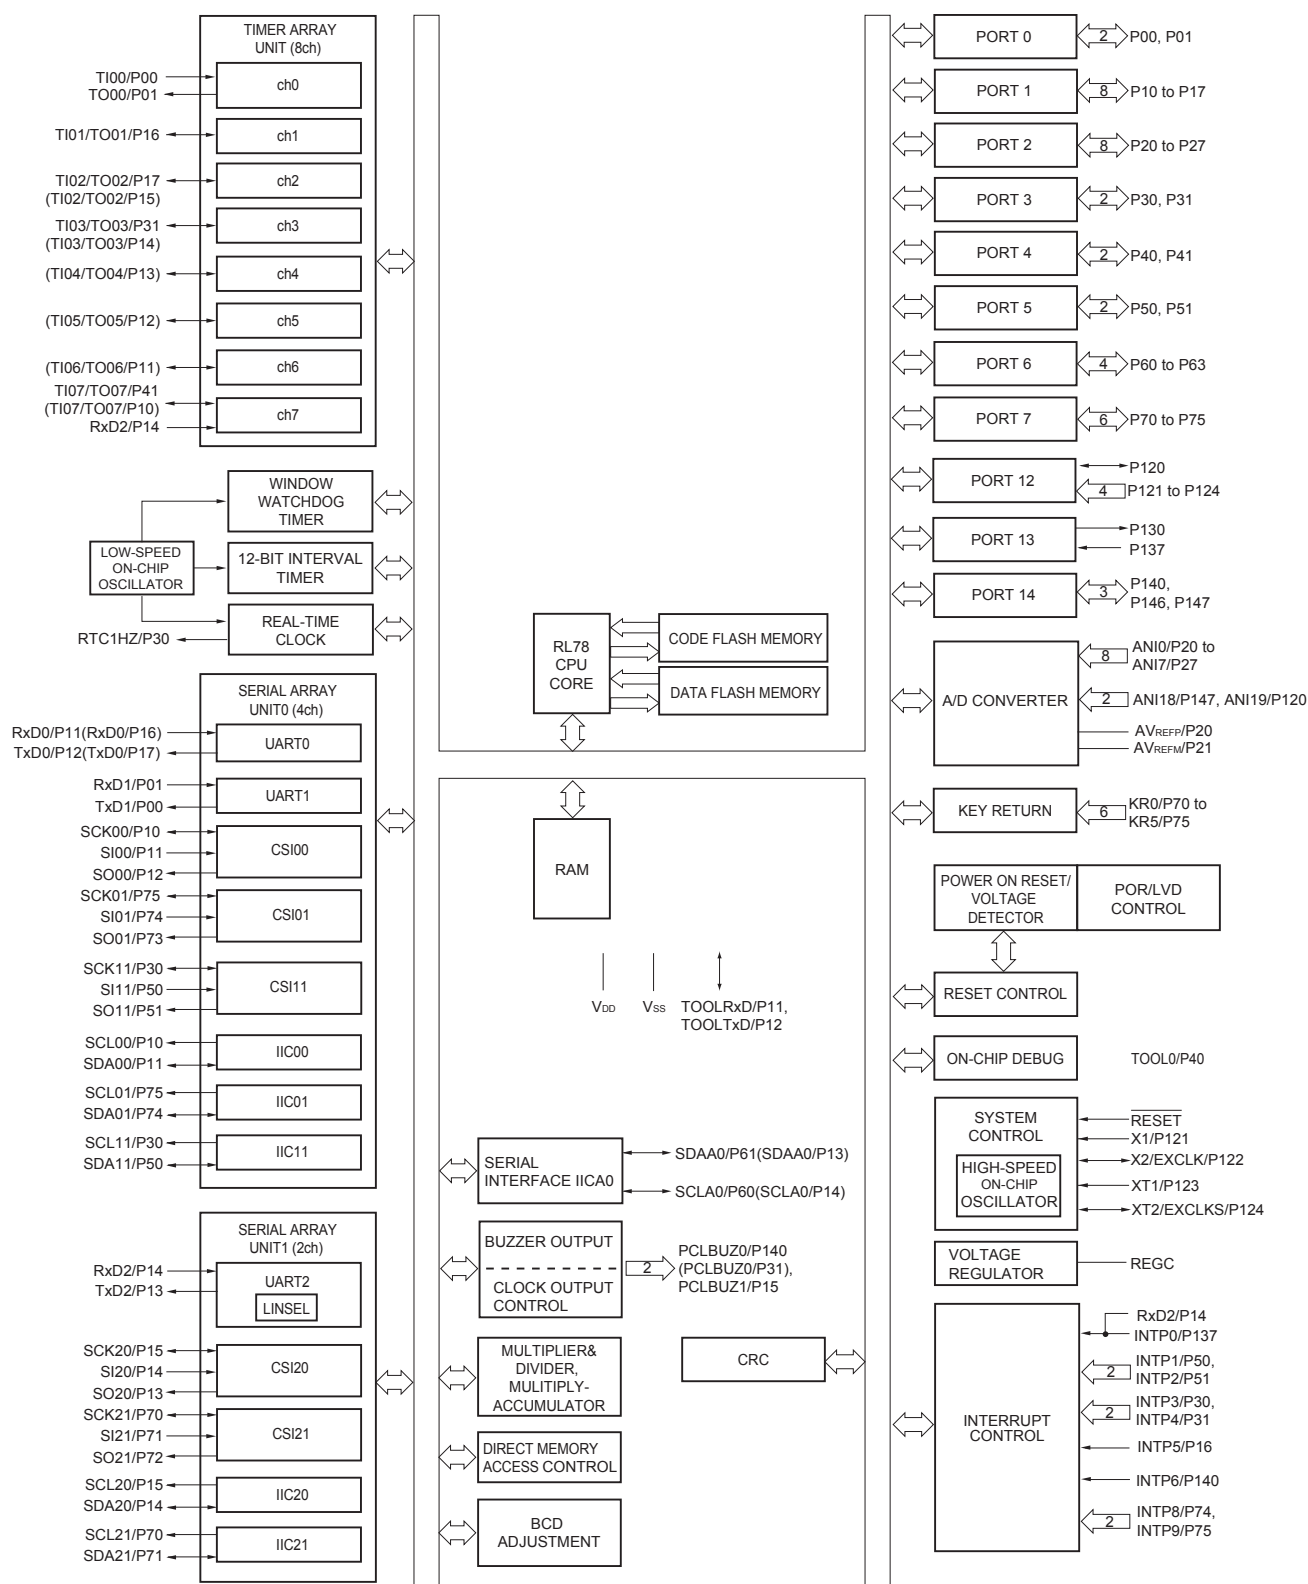 TIMER ARRAY
UNIT (8ch)
TI00/P00
TO00/P01
ch0
TI01/TO01/P16
ch1
TI02/TO02/P17
(TI02/TO02/P15)
ch2
TI03/TO03/P31
(TI03/TO03/P14)
ch3
(TI04/TO04/P13)
ch4
(TI05/TO05/P12)
ch5
(TI06/TO06/P11)
ch6
TI07/TO07/P41
(TI07/TO07/P10)
RxD2/P14
ch7
WINDOW
WATCHDOG
TIMER
LOW-SPEED
ON-CHIP
OSCILLATOR
12-BIT INTERVAL
TIMER
REAL-TIME
CLOCK
RTC1HZ/P30
SERIAL ARRAY
UNIT0 (4ch)
RxD0/P11(RxD0/P16)
TxD0/P12(TxD0/P17)
UART0
RxD1/P01
TxD1/P00
UART1
SCK00/P10
SI00/P11
SO00/P12
CSI00
SCK01/P75
SI01/P74
SO01/P73
CSI01
SCK11/P30
SI11/P50
SO11/P51
CSI11
SCL00/P10
SDA00/P11
IIC00
SCL01/P75
SDA01/P74
IIC01
SCL11/P30
SDA11/P50
IIC11
SERIAL ARRAY
UNIT1 (2ch)
RxD2/P14
TxD2/P13
UART2
LINSEL
SCK20/P15
SI20/P14
SO20/P13
CSI20
SCK21/P70
SI21/P71
SO21/P72
CSI21
SCL20/P15
SDA20/P14
IIC20
SCL21/P70
SDA21/P71
IIC21
RL78
CPU
CORE
CODE FLASH MEMORY
DATA FLASH MEMORY
RAM
VDD
VSS
TOOLRxD/P11,
TOOLTxD/P12
SERIAL
INTERFACE IICA0
SDAA0/P61(SDAA0/P13)
SCLA0/P60(SCLA0/P14)
BUZZER OUTPUT
CLOCK OUTPUT
CONTROL
2
PCLBUZ0/P140
(PCLBUZ0/P31),
PCLBUZ1/P15
MULTIPLIER&
DIVIDER,
MULITIPLY-
ACCUMULATOR
CRC
DIRECT MEMORY
ACCESS CONTROL
BCD
ADJUSTMENT
PORT 0
2
P00, P01
PORT 1
8
P10 to P17
PORT 2
8
P20 to P27
PORT 3
2
P30, P31
PORT 4
2
P40, P41
PORT 5
2
P50, P51
PORT 6
4
P60 to P63
PORT 7
6
P70 to P75
PORT 12
P120
4
P121 to P124
PORT 13
P130
P137
PORT 14
3
P140,
P146, P147
A/D CONVERTER
8
ANI0/P20 to
ANI7/P27
2
ANI18/P147, ANI19/P120
AVREFP/P20
AVREFM/P21
KEY RETURN
6
KR0/P70 to
KR5/P75
POWER ON RESET/
VOLTAGE
DETECTOR
POR/LVD
CONTROL
RESET CONTROL
ON-CHIP DEBUG
TOOL0/P40
SYSTEM
CONTROL
HIGH-SPEED
ON-CHIP
OSCILLATOR
RESET
X1/P121
X2/EXCLK/P122
XT1/P123
XT2/EXCLKS/P124
VOLTAGE
REGULATOR
REGC
INTERRUPT
CONTROL
RxD2/P14
INTP0/P137
2
INTP1/P50,
INTP2/P51
2
INTP3/P30,
INTP4/P31
INTP5/P16
INTP6/P140
2
INTP8/P74,
INTP9/P75